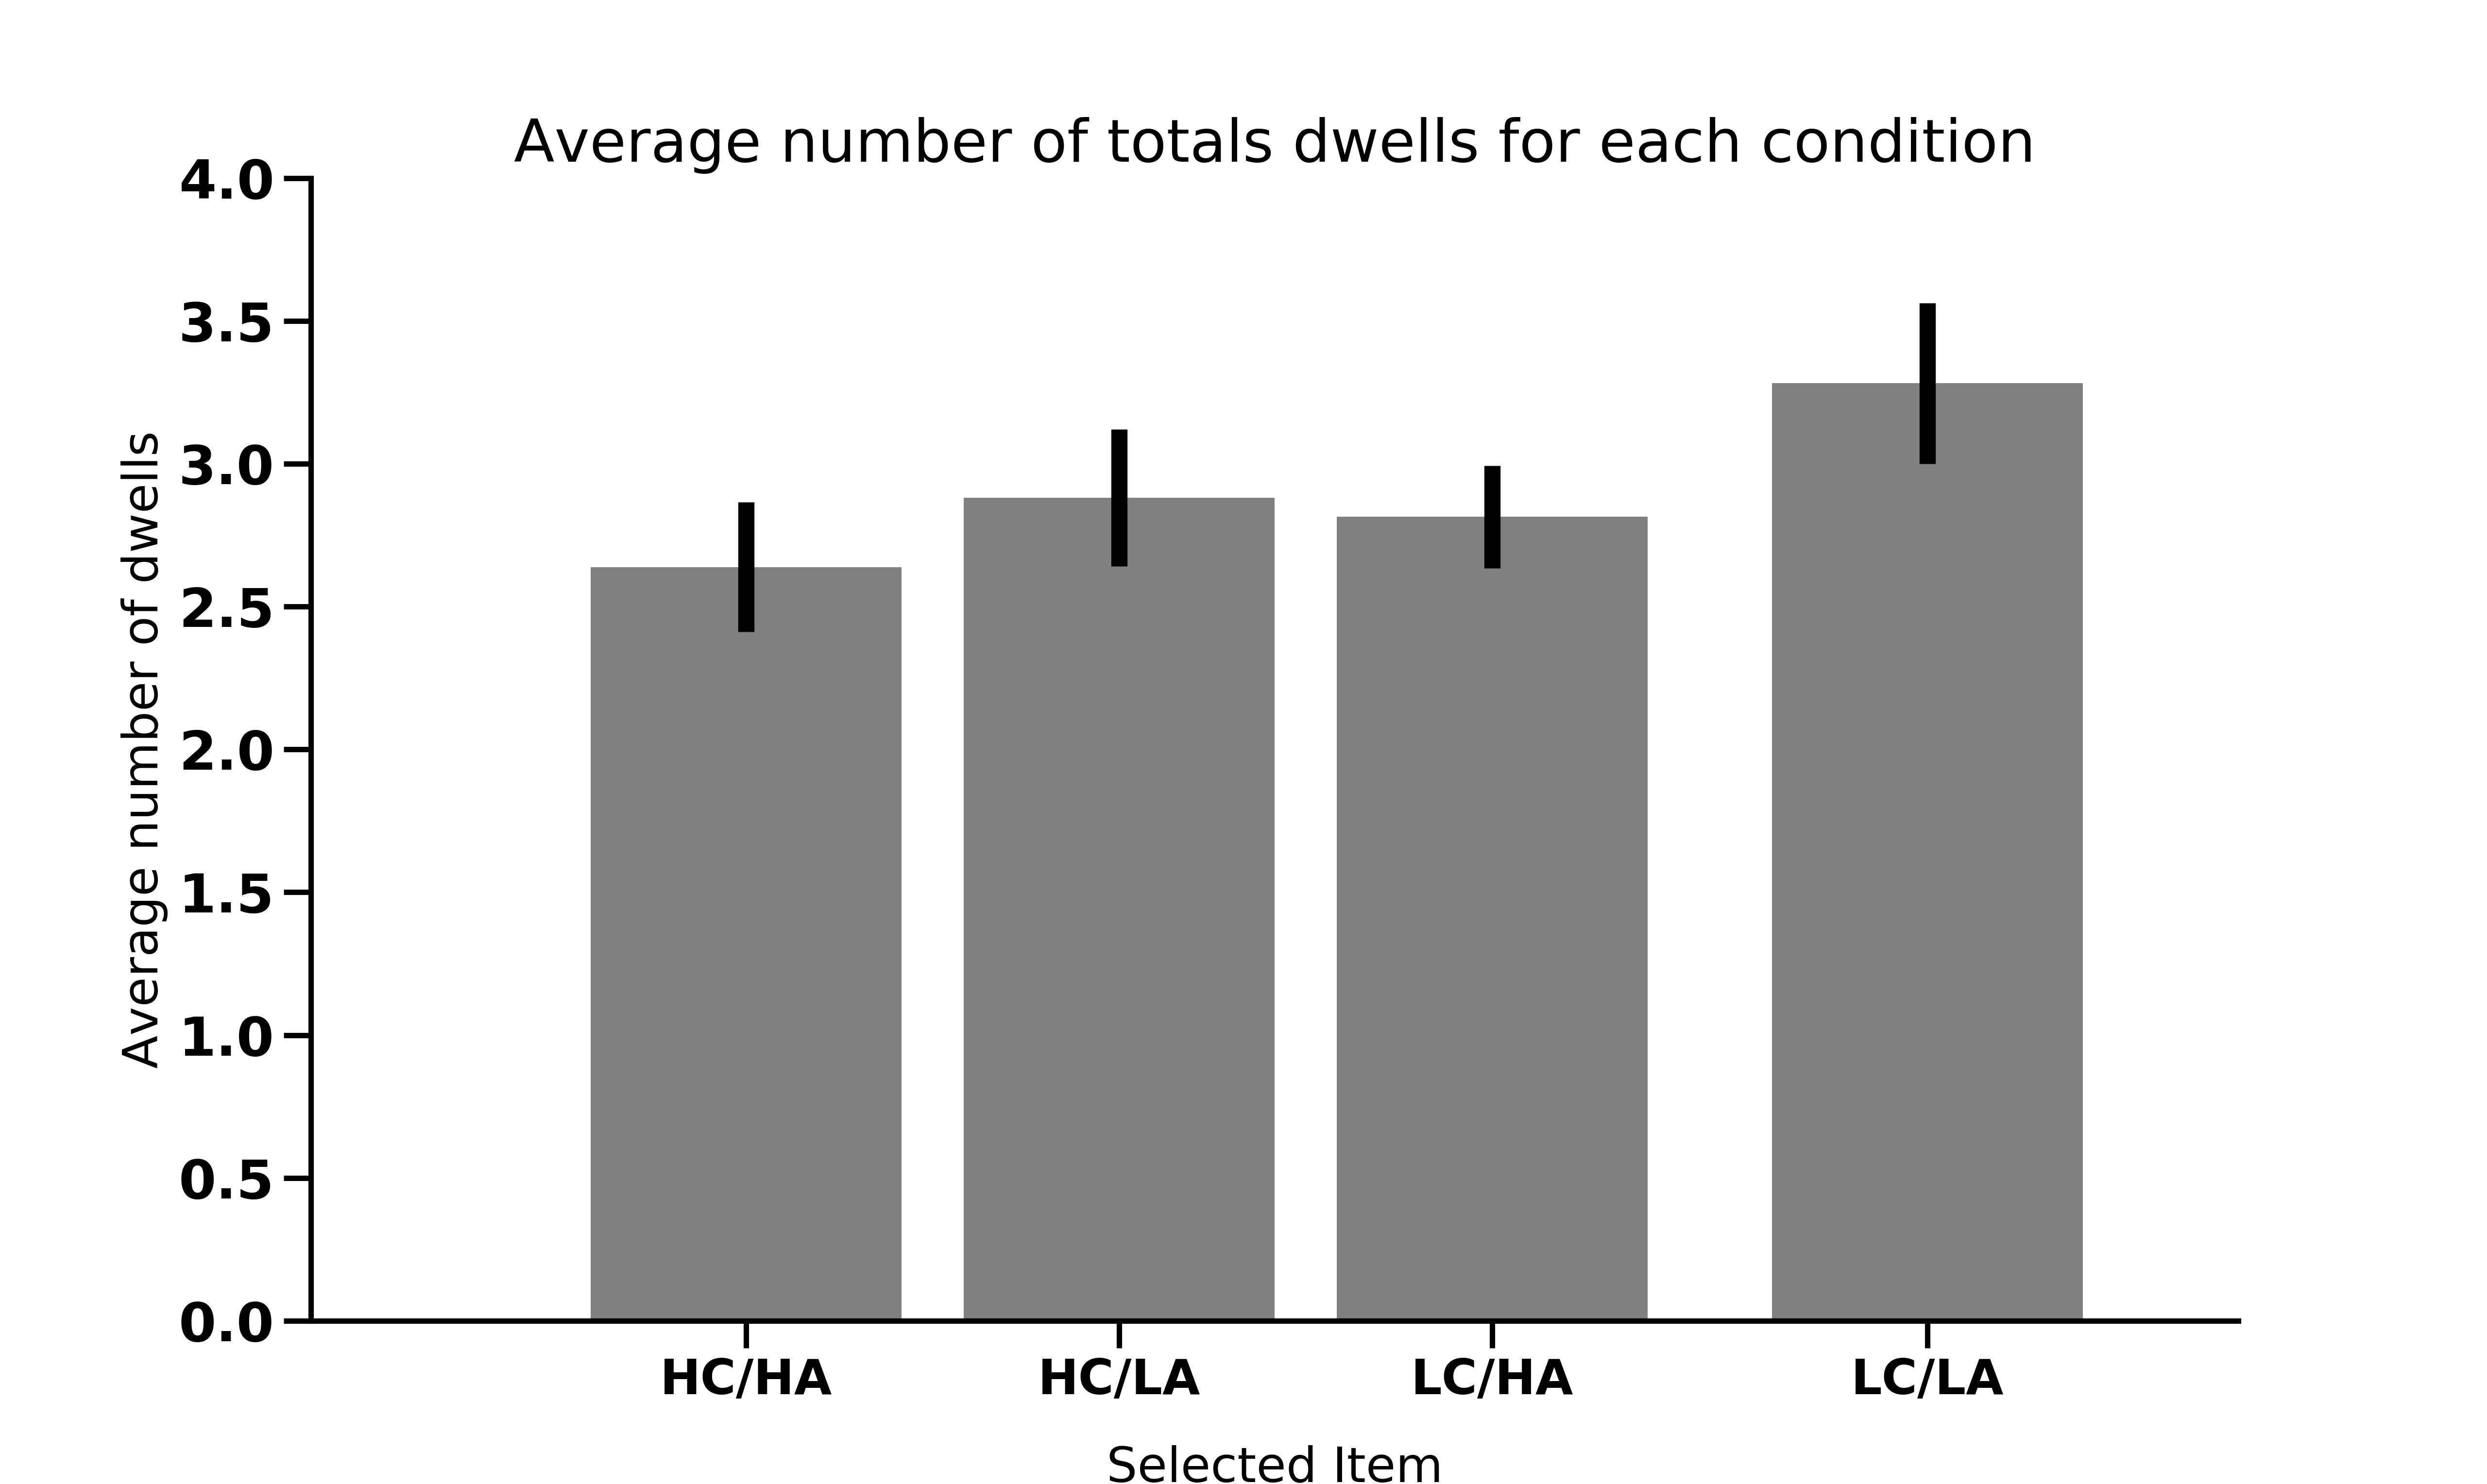 Average number of totals dwells for each condition
Average number of dwells
4.0
3.5
3.0
2.5
2.0
1.5
1.0
0.5
0.0
HC/HA HC/LA LC/HA LC/LA
Selected Item